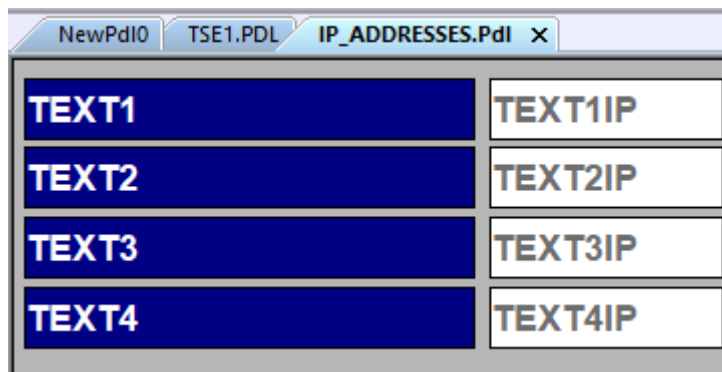 NewPdl0 TSE1.PDL IP_ADDRESSES.Pdl X
TEXT1 TEXT1IP
TEXT2 TEXT2IP
TEXT3 TEXT3IP
TEXT4 TEXT4IP